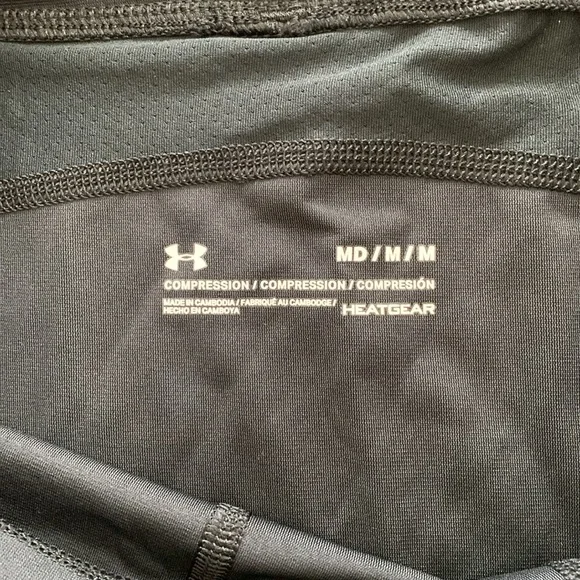 MD / M / M
COMPRESSION / COMPRESSION / COMPRESIÓN
MADE IN CAMBODIA / FABRIQUÉ AU CAMBODGE /
HECHO EN CAMBOYA
HEATGEAR